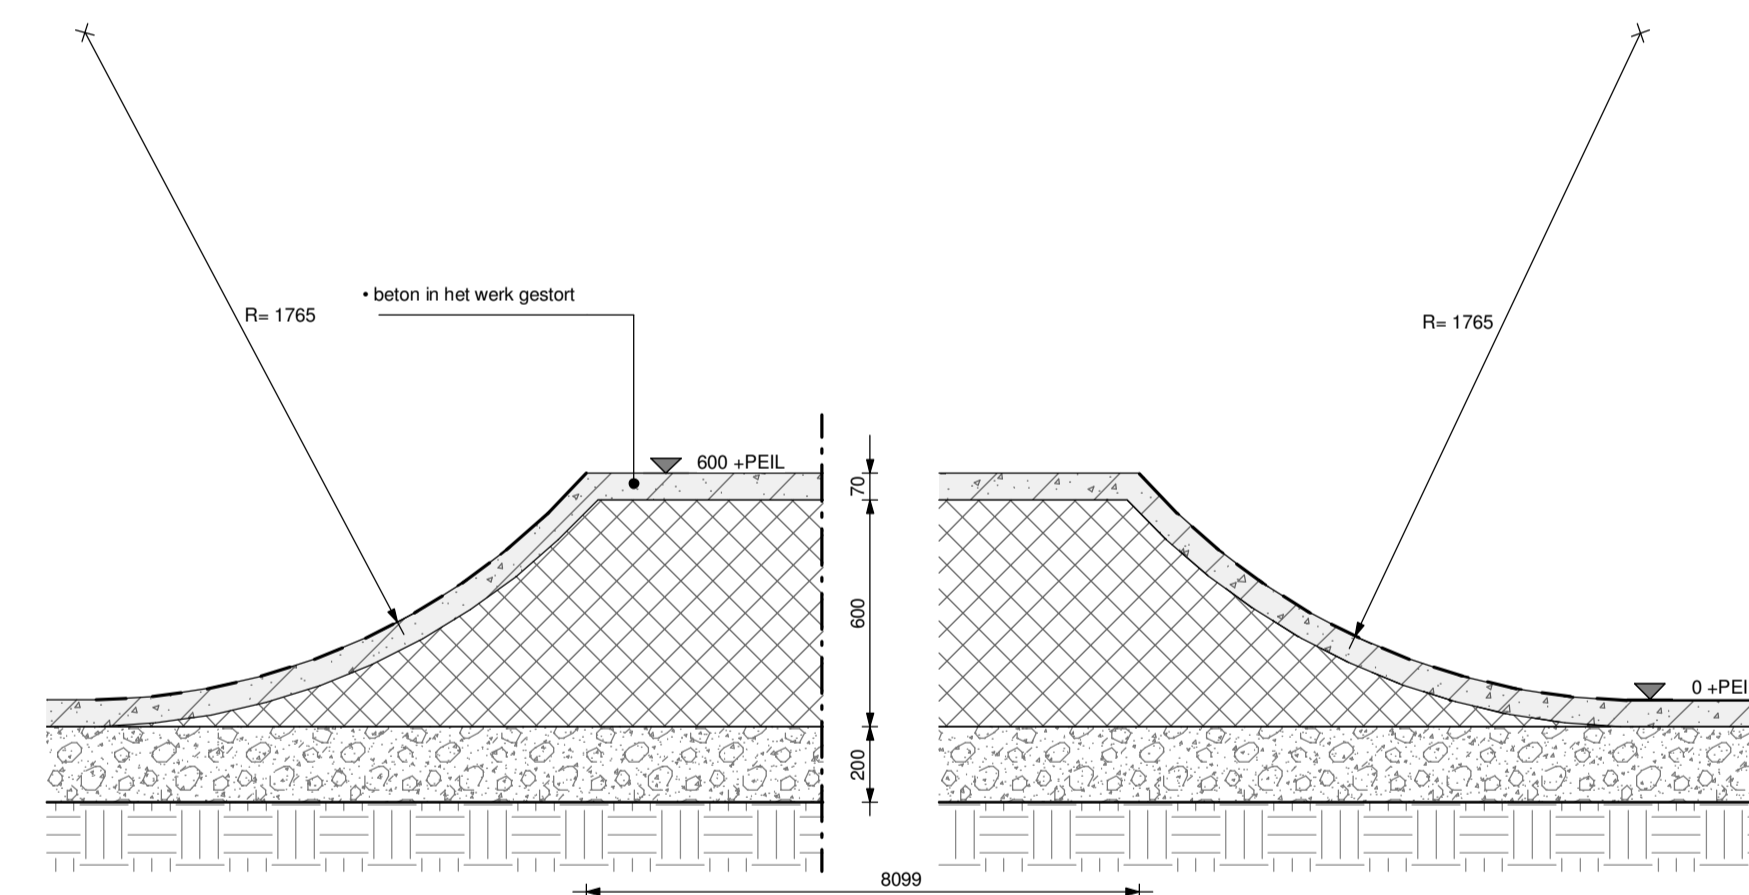 • beton in het werk gestort
R= 1765
R= 1765
600 +PEIL
70
600
0 +PEI
200
8099